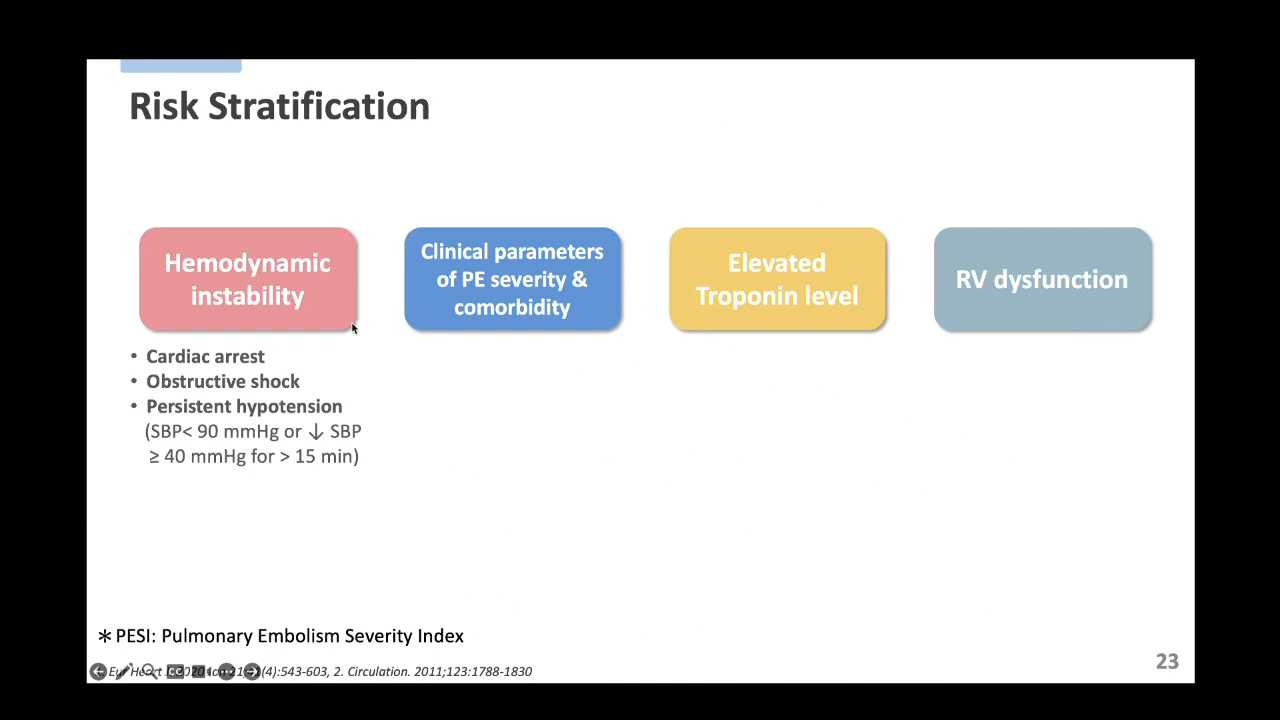 Risk Stratification
Hemodynamic
instability
Clinical parameters
of PE severity &
comorbidity
Elevated
Troponin level
RV dysfunction
• Cardiac arrest
• Obstructive shock
• Persistent hypotension
(SBP< 90 mmHg or ↓ SBP
≥ 40 mmHg for > 15 min)
∗ PESI: Pulmonary Embolism Severity Index
Eur Heart (4):543-603, 2. Circulation. 2011;123:1788-1830
23